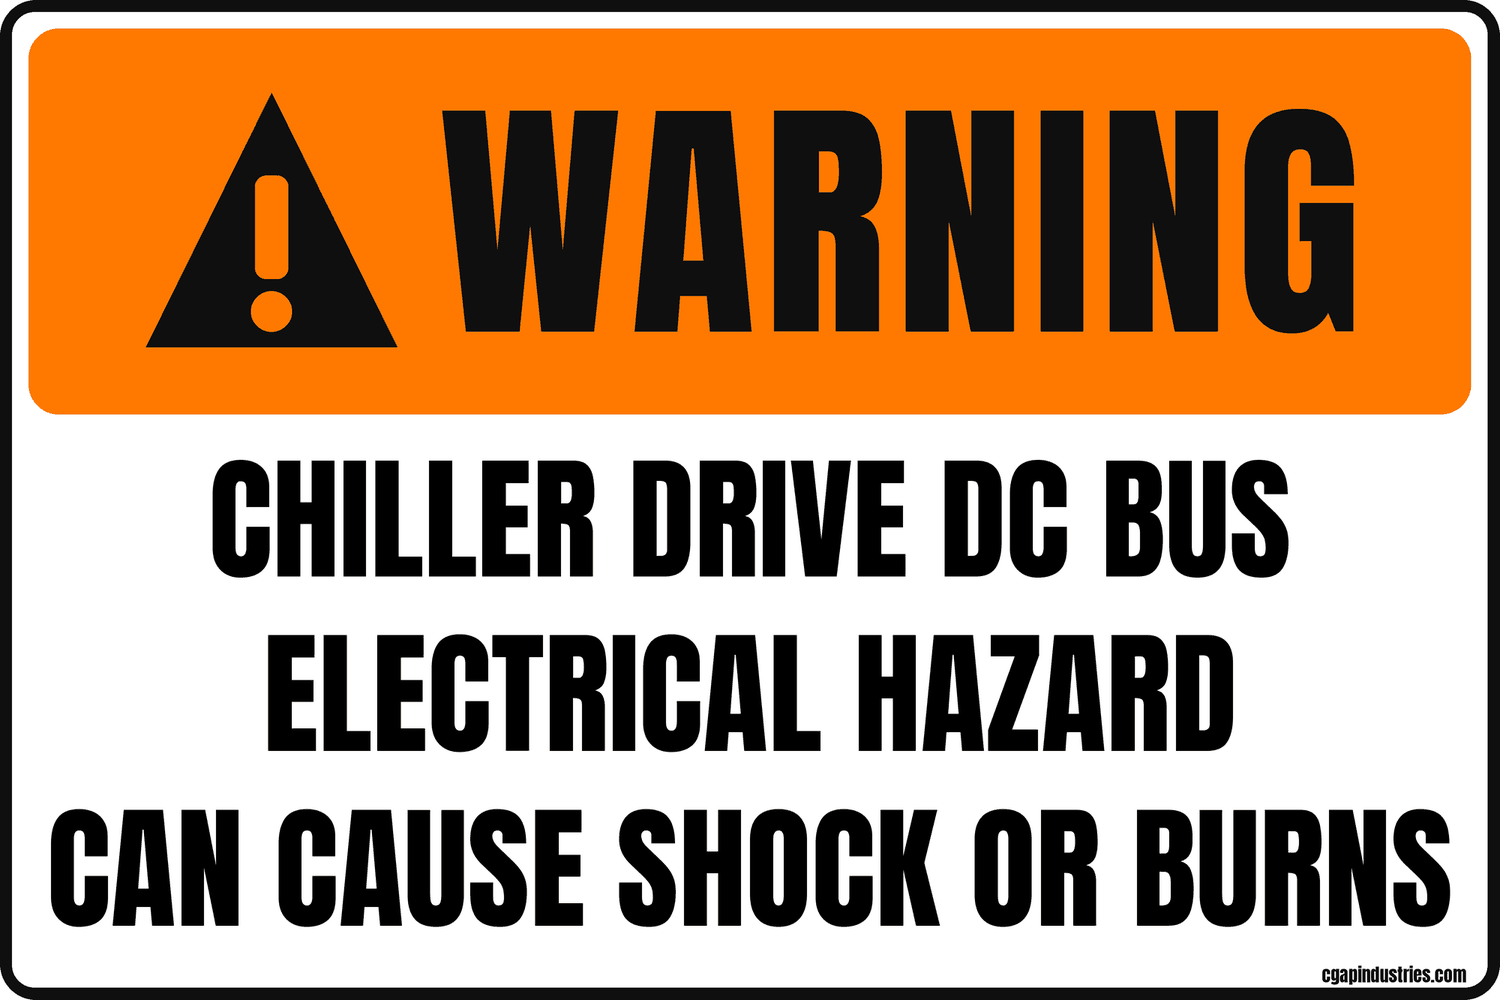 WARNING
CHILLER DRIVE DC BUS
ELECTRICAL HAZARD
CAN CAUSE SHOCK OR BURNS
cgapindustries.com